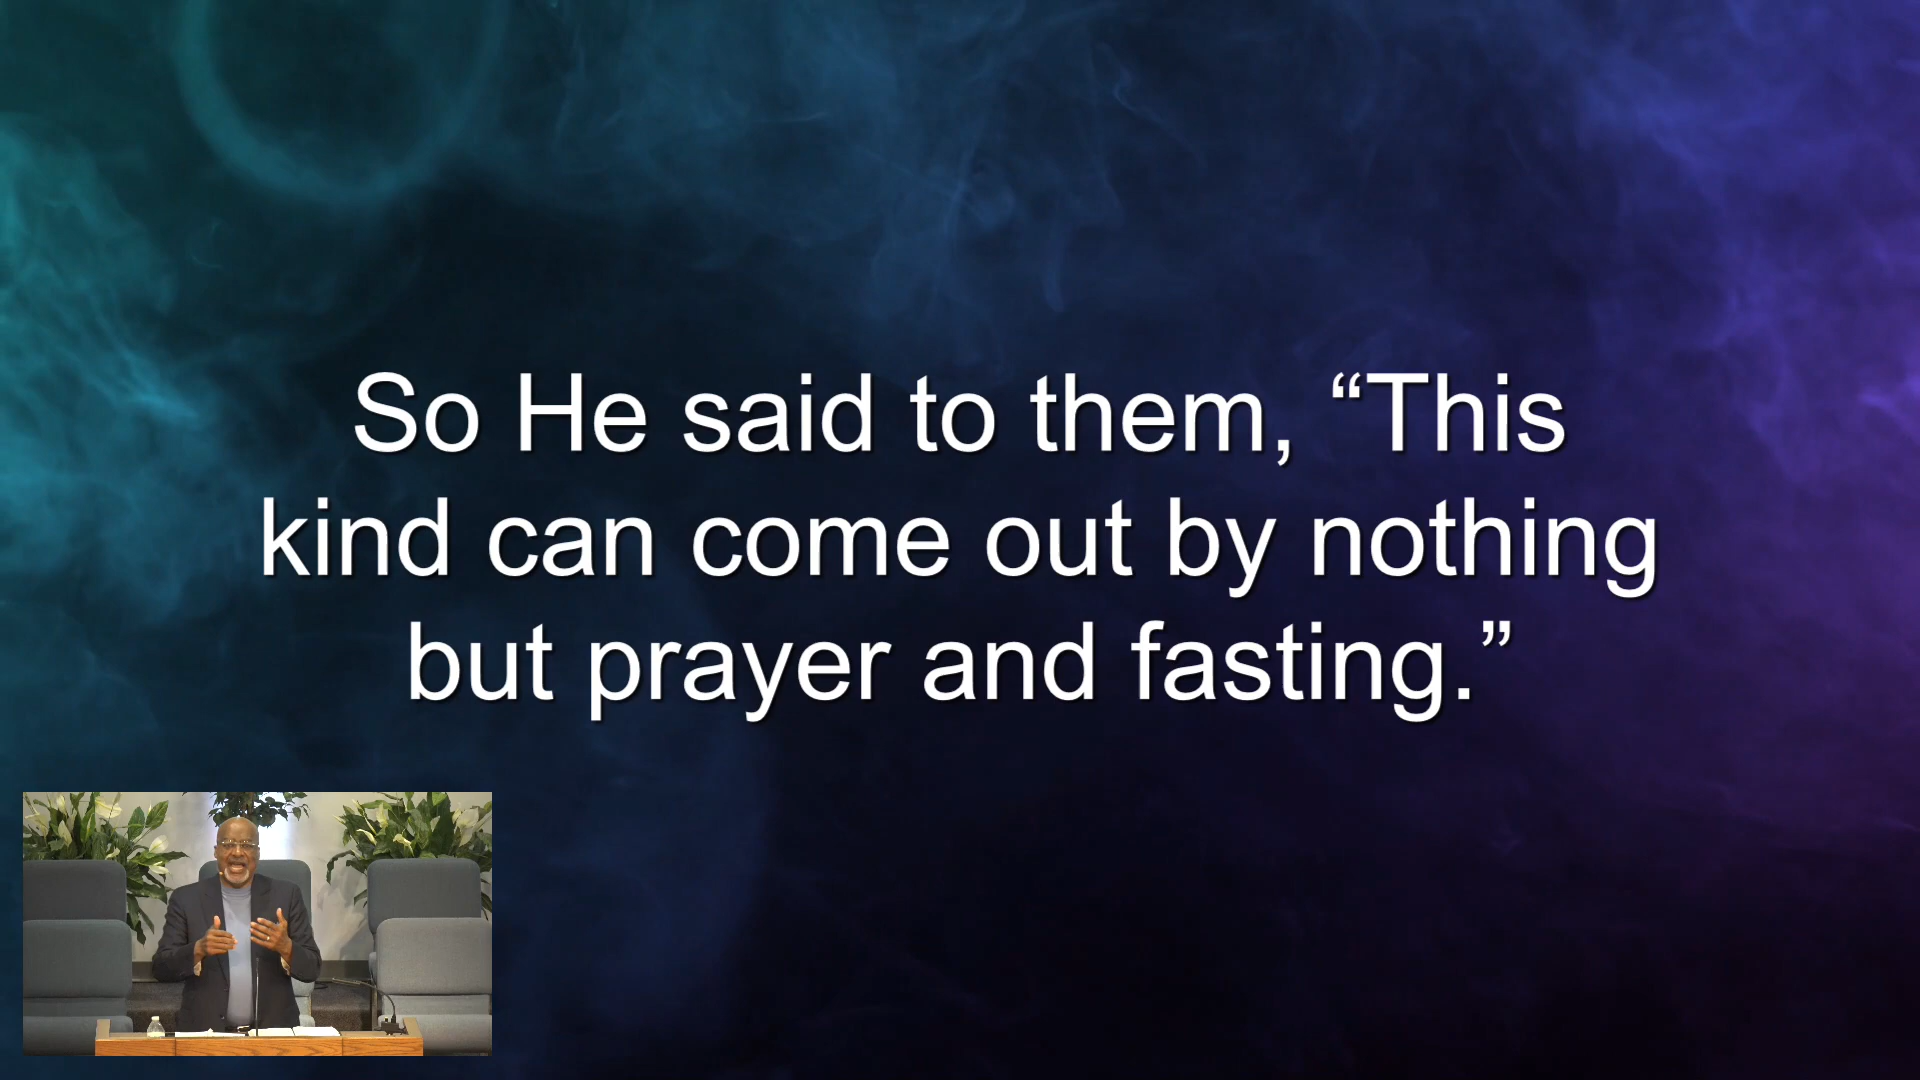 So He said to them, “This
kind can come out by nothing
but prayer and fasting.”